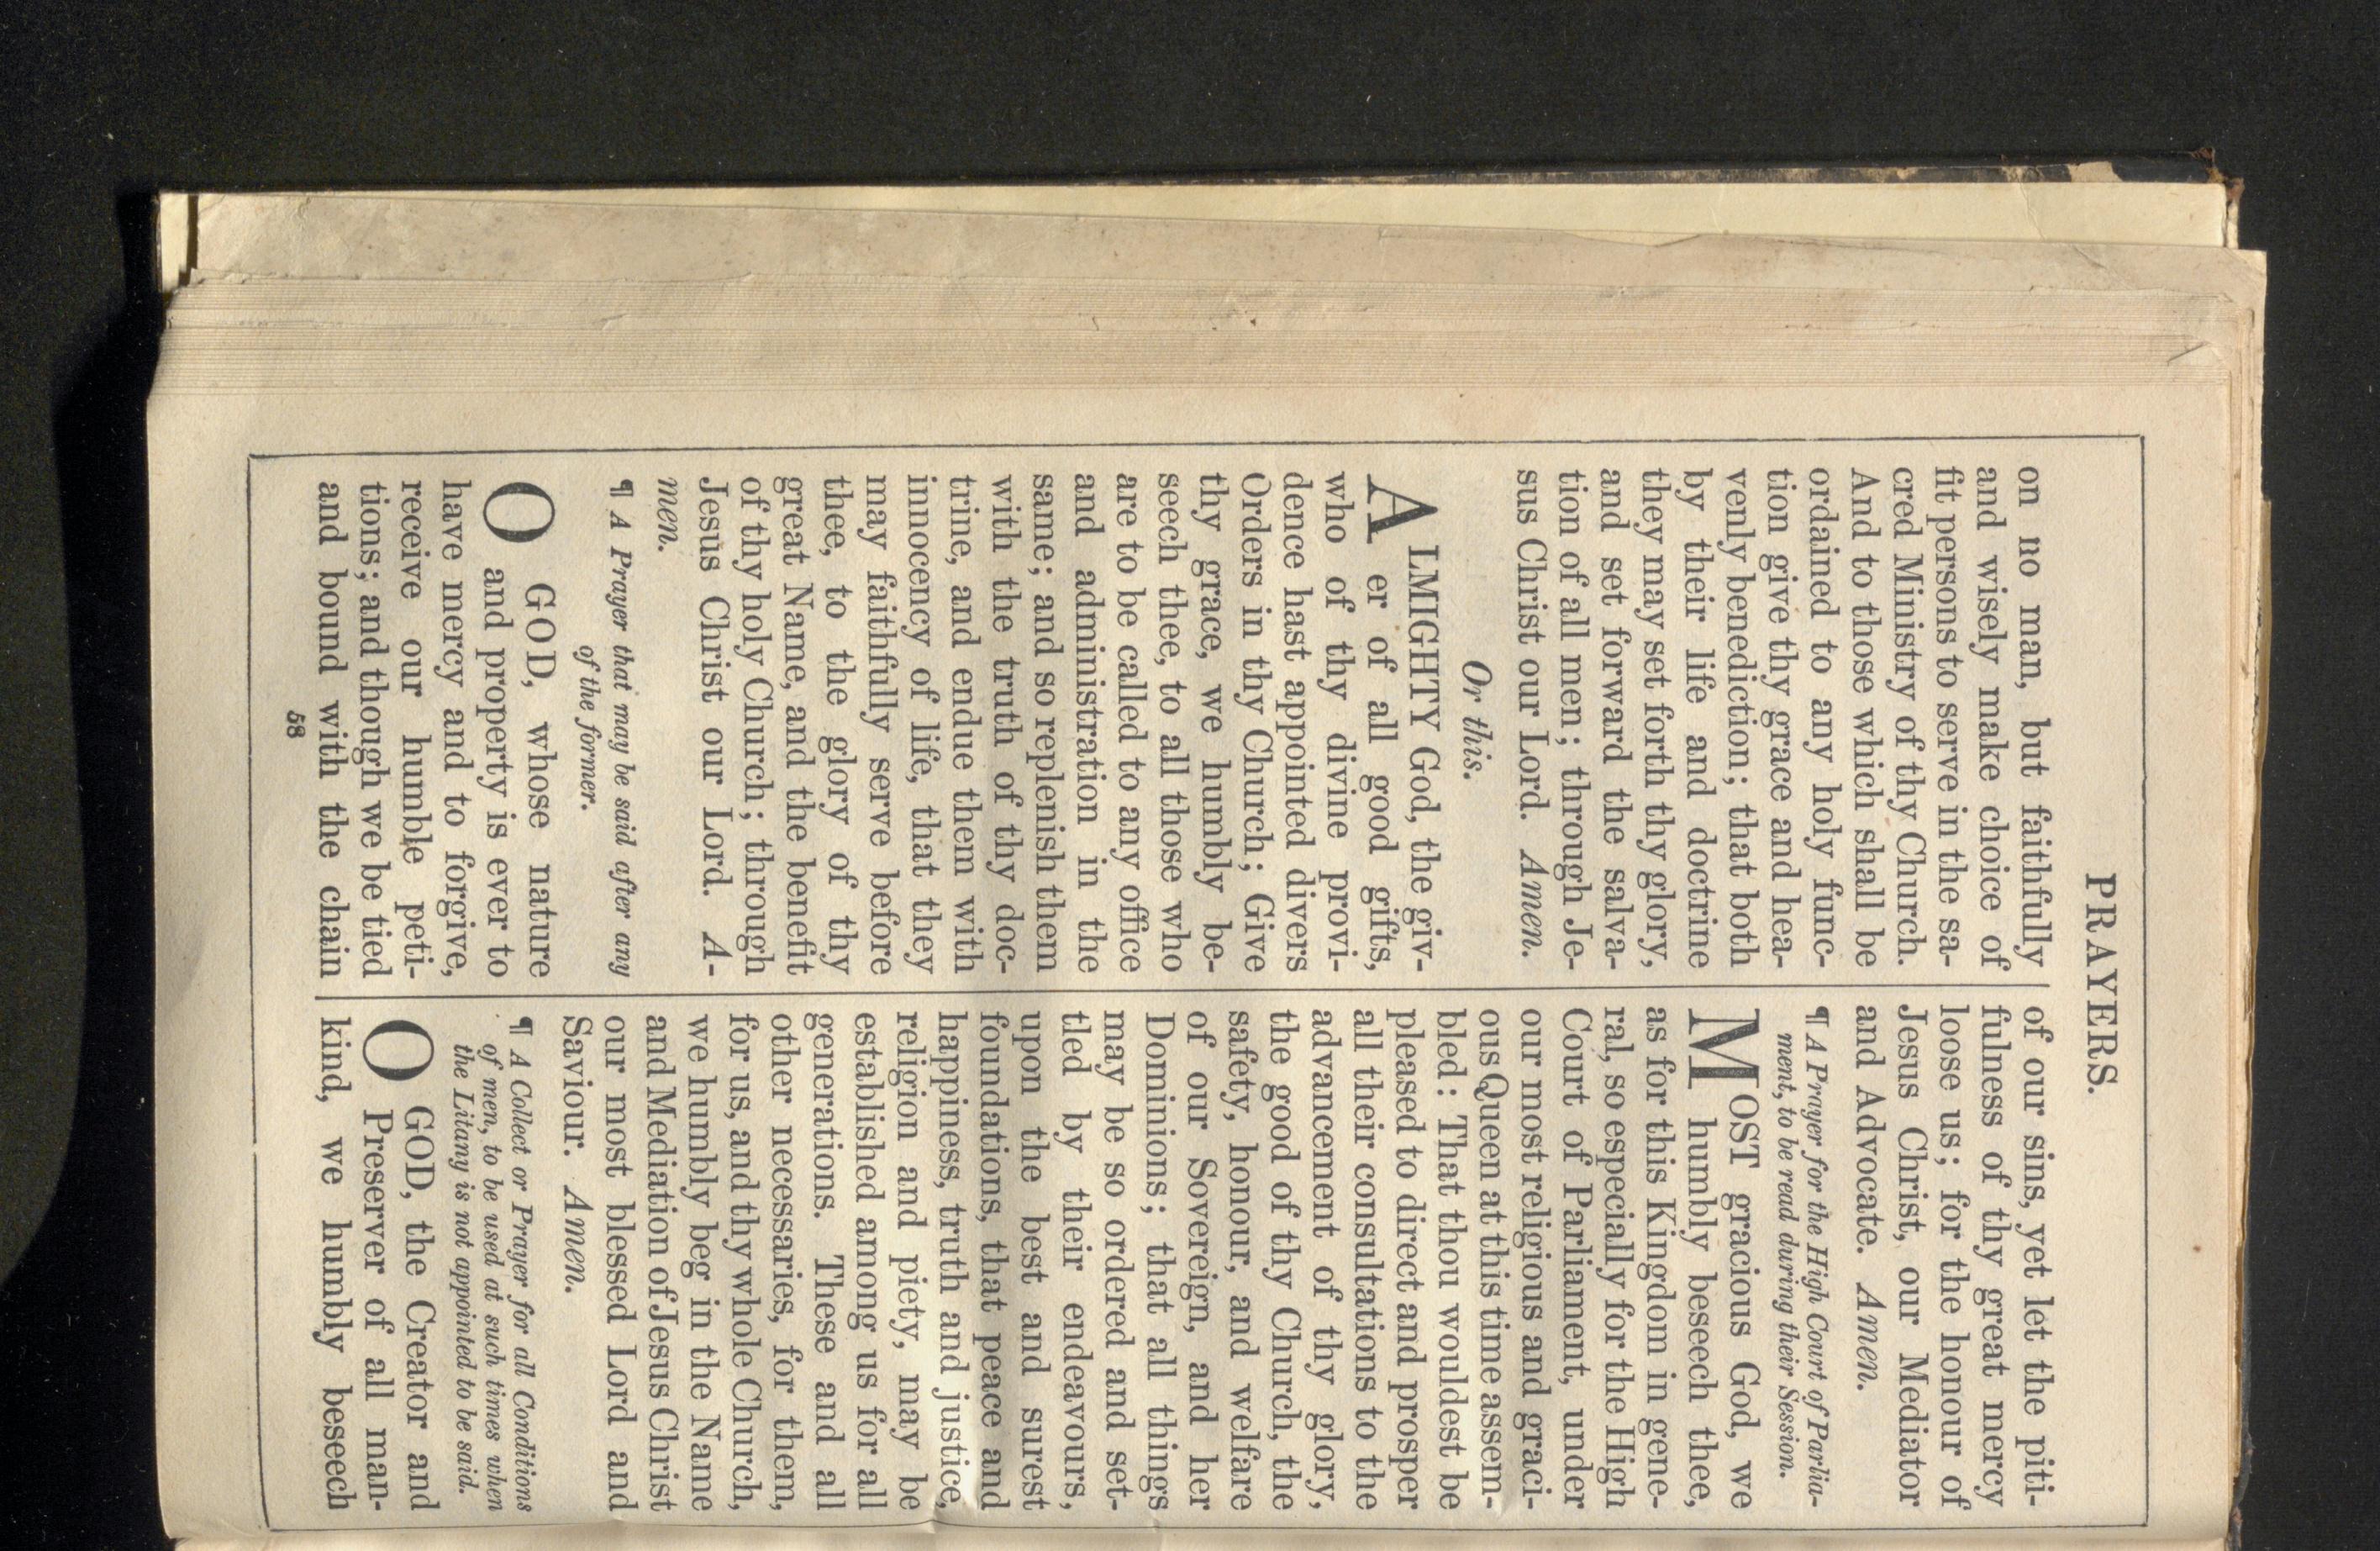 PRAYERS.
on no man, but faithfully
and wisely make choice of
fit persons to serve in the sa-
cred Ministry of thy Church.
And to those which shall be
ordained to any holy func-
tion give thy grace and hea-
venly benediction; that both
by their life and doctrine
they may set forth thy glory,
and set forward the salva-
tion of all men; through Je-
sus Christ our Lord. Amen.
Or this.
ALMIGHTY God, the giv-
er of all good gifts,
who of thy divine provi-
dence hast appointed divers
Orders in thy Church; Give
thy grace, we humbly be-
seech thee, to all those who
are to be called to any office
and administration in the
same; and so replenish them
with the truth of thy doc-
trine, and endue them with
innocency of life, that they
may faithfully serve before
thee, to the glory of thy
great Name, and the benefit
of thy holy Church; through
Jesus Christ our Lord. A-
men.
¶ A Prayer that may be said after any
of the former.
O GOD, whose nature
and property is ever to
have mercy and to forgive,
receive our humble peti-
tions; and though we be tied
and bound with the chain
58
of our sins, yet let the piti-
fulness of thy great mercy
loose us; for the honour of
Jesus Christ, our Mediator
and Advocate. Amen.
¶ A Prayer for the High Court of Parlia-
ment, to be read during their Session.
MOST gracious God, we
humbly beseech thee,
as for this Kingdom in gene-
ral, so especially for the High
Court of Parliament, under
our most religious and graci-
ous Queen at this time assem-
bled: That thou wouldest be
pleased to direct and prosper
all their consultations to the
advancement of thy glory,
the good of thy Church, the
safety, honour, and welfare
of our Sovereign, and her
Dominions; that all things
may be so ordered and set-
tled by their endeavours,
upon the best and surest
foundations, that peace and
happiness, truth and justice,
religion and piety, may be
established among us for all
generations. These and all
other necessaries, for them,
for us, and thy whole Church,
we humbly beg in the Name
and Mediation of Jesus Christ
our most blessed Lord and
Saviour. Amen.
¶ A Collect or Prayer for all Conditions
of men, to be used at such times when
the Litany is not appointed to be said.
O GOD, the Creator and
Preserver of all man-
kind, we humbly beseech